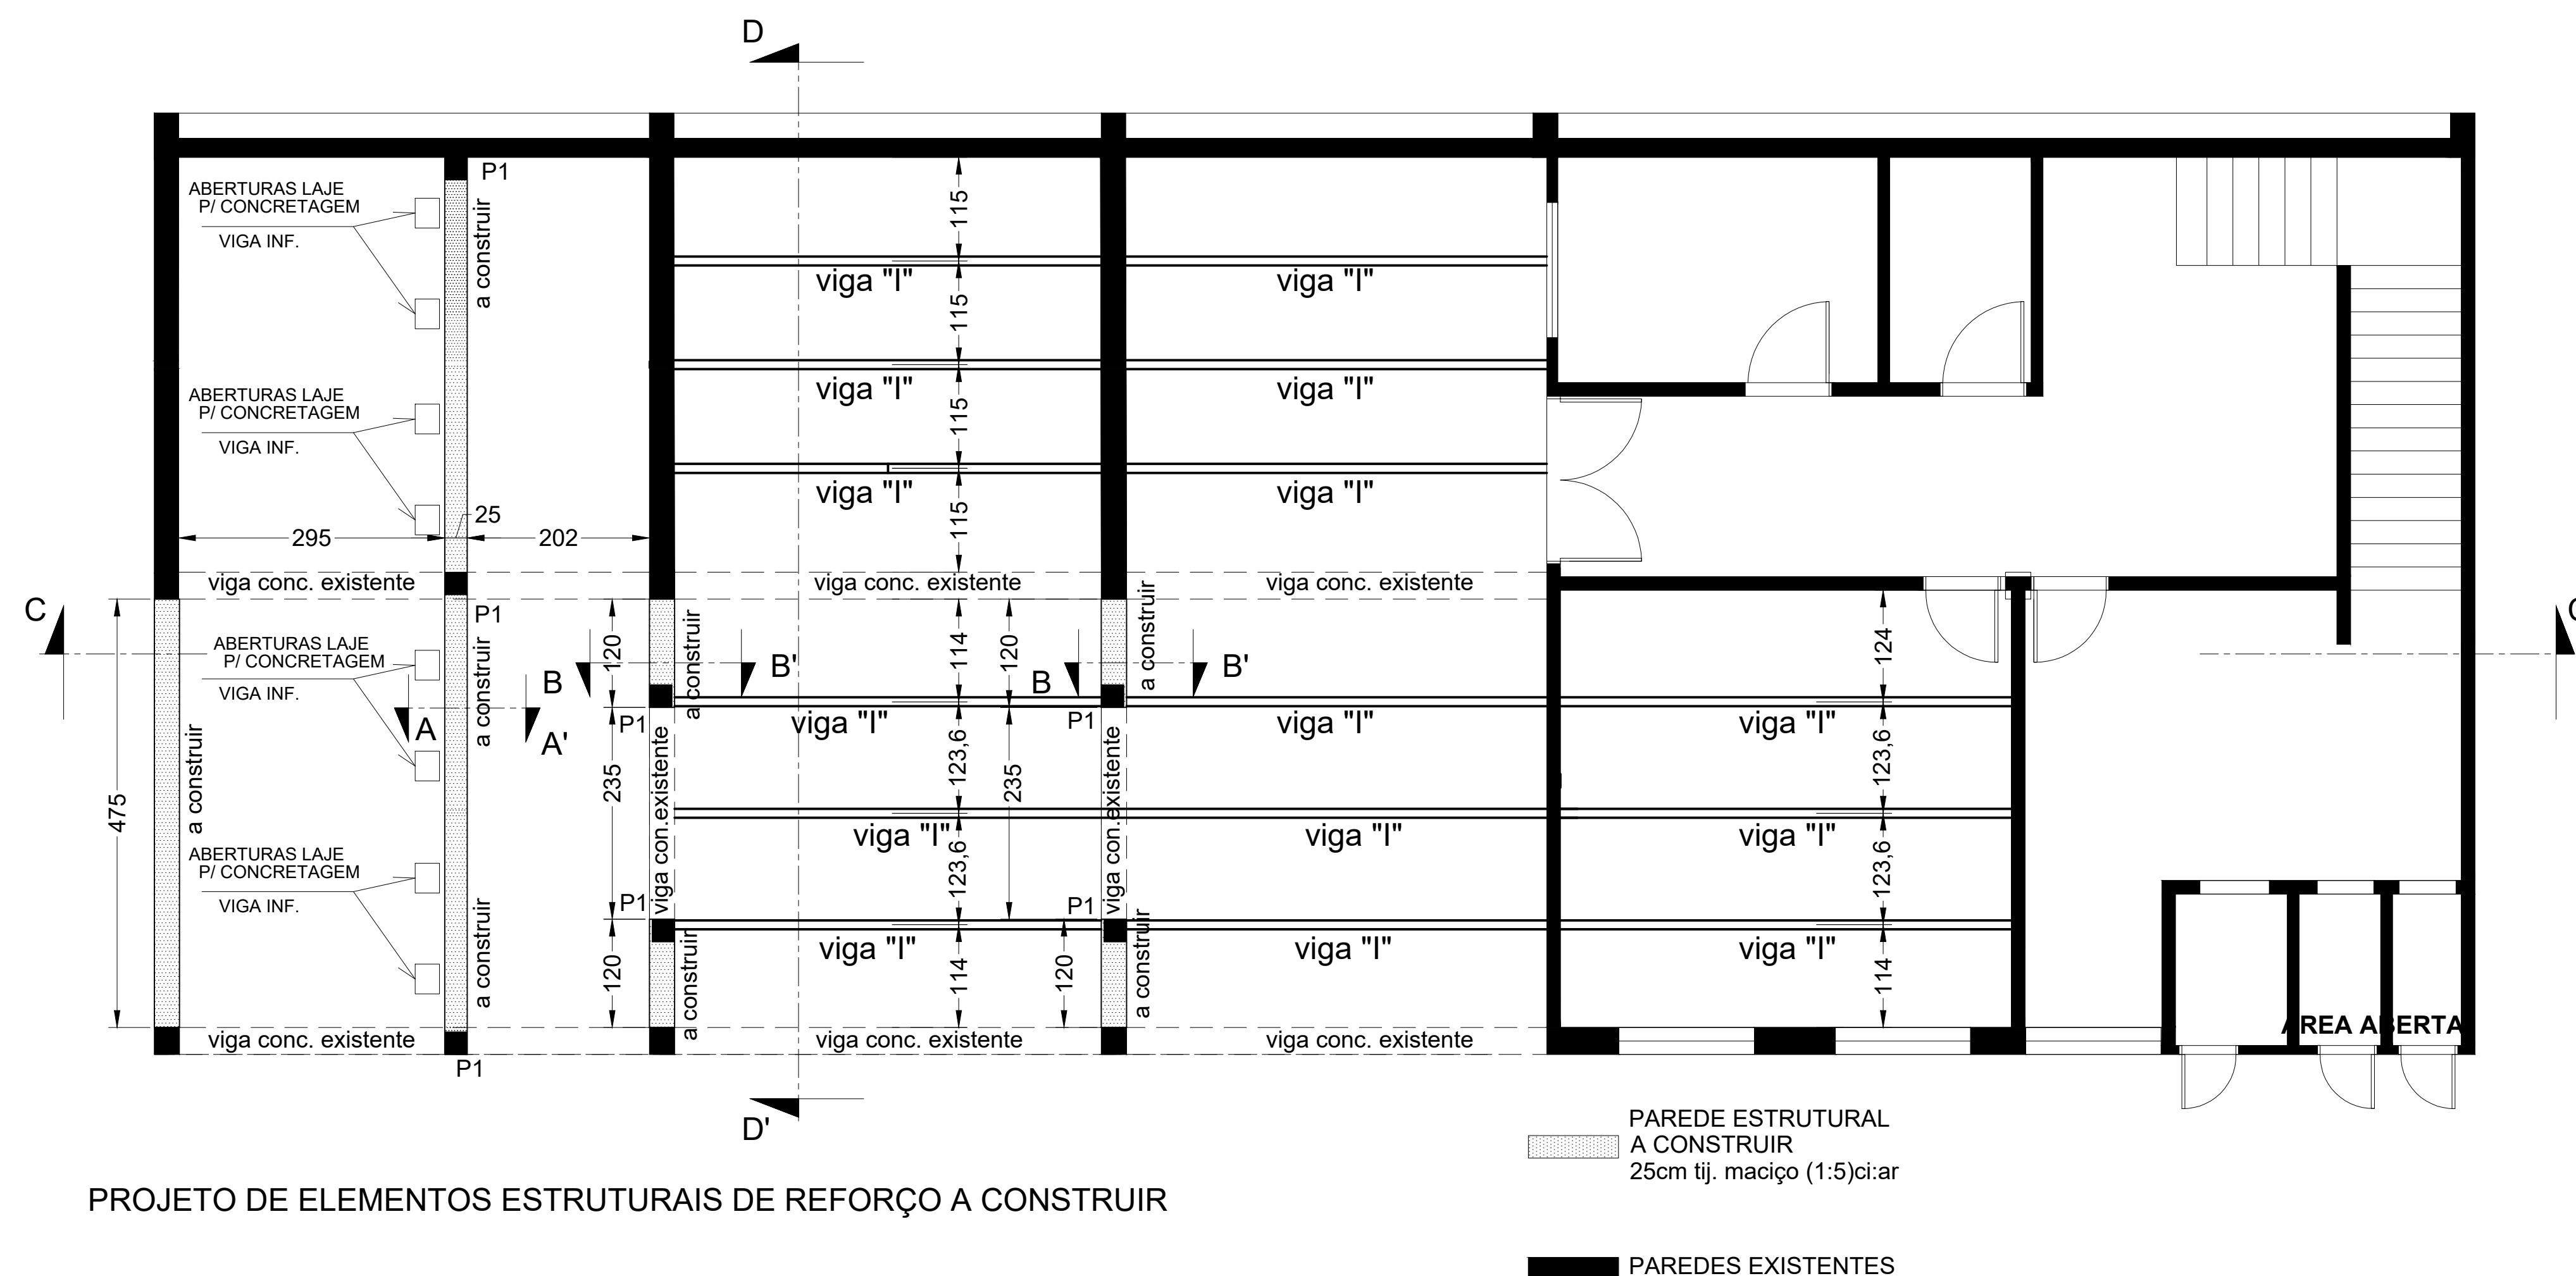 D
P1
ABERTURAS LAJE
P/ CONCRETAGEM
VIGA INF.
a construir
115
viga "I"
viga "I"
115
viga "I"
viga "I"
115
ABERTURAS LAJE
P/ CONCRETAGEM
VIGA INF.
viga "I"
viga "I"
115
25
295
202
viga conc. existente
viga conc. existente
viga conc. existente
C
P1
ABERTURAS LAJE
P/ CONCRETAGEM
VIGA INF.
a construir
a construir
120
a construir
114
120
a construir
124
B
B'
B
B'
A
A'
475
P1
viga "I"
P1
viga "I"
viga "I"
235
viga con.existente
123,6
235
viga con.existente
123,6
viga "I"
viga "I"
viga "I"
ABERTURAS LAJE
P/ CONCRETAGEM
VIGA INF.
a construir
P1
123,6
P1
123,6
120
a construir
viga "I"
114
120
a construir
viga "I"
viga "I"
114
ÁREA ABERTA
viga conc. existente
viga conc. existente
viga conc. existente
P1
D'
PAREDE ESTRUTURAL
A CONSTRUIR
25cm tij. maciço (1:5)ci:ar
PROJETO DE ELEMENTOS ESTRUTURAIS DE REFORÇO A CONSTRUIR
PAREDES EXISTENTES